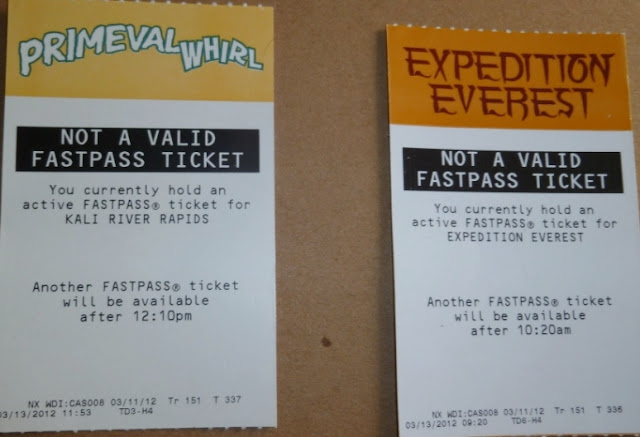 PRIMEVAL WHIRL
NOT A VALID
FASTPASS TICKET
You currently hold an
active FASTPASS® ticket for
KALI RIVER RAPIDS
Another FASTPASS® ticket
will be available
after 12:10pm
NX WDI:CAS008 03/11/12 Tr 151 T 337
03/13/2012 11:53 TD3-H4
EXPEDITION
EVEREST
NOT A VALID
FASTPASS TICKET
You currently hold an
active FASTPASS® ticket for
EXPEDITION EVEREST
Another FASTPASS® ticket
will be available
after 10:20am
NX WDI:CAS008 03/11/12 Tr 151 T 336
03/13/2012 09:20 TD6-H4